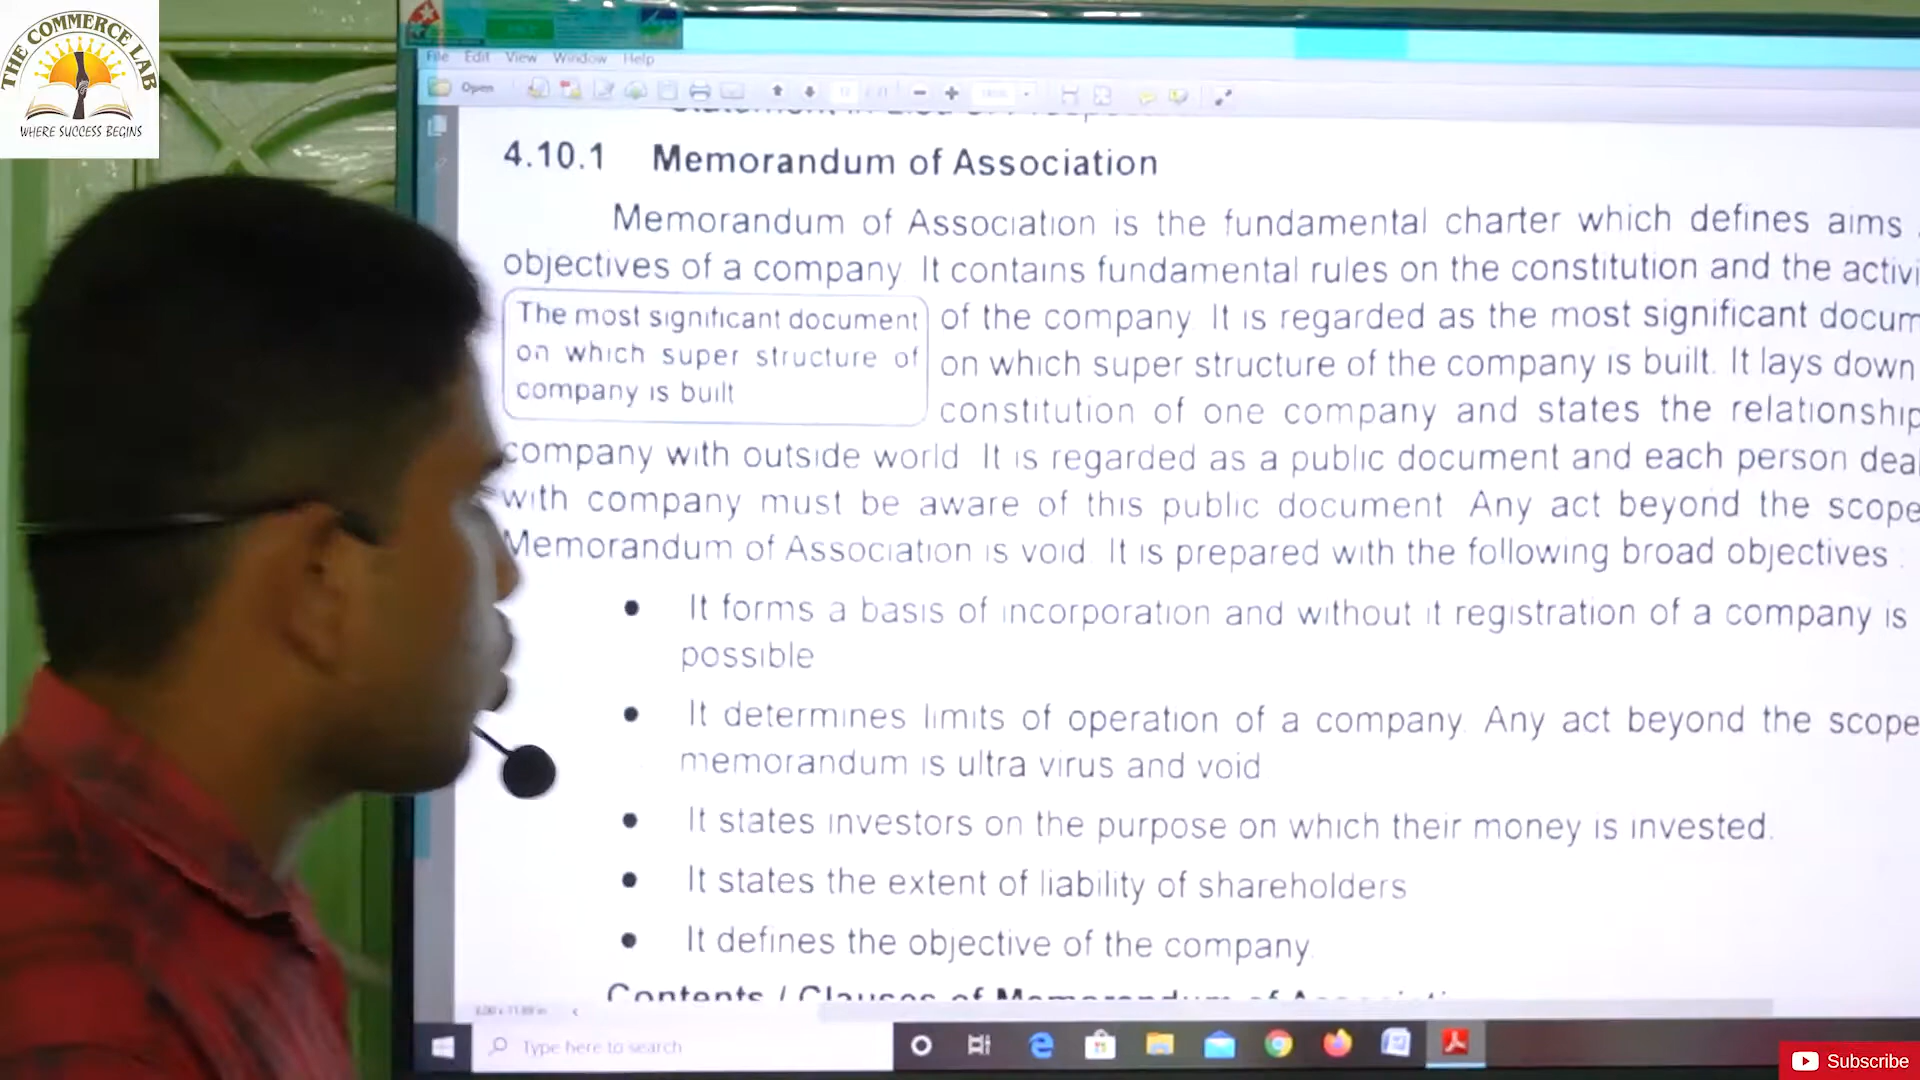 THE COMMERCE LAB
WHERE SUCCESS BEGINS
File Edit View Window Help
Open
4.10.1 Memorandum of Association
Memorandum of Association is the fundamental charter which defines aims
objectives of a company It contains fundamental rules on the constitution and the activi
The most significant document
on which super structure of
company is built
of the company It is regarded as the most significant docum
on which super structure of the company is built. It lays down
constitution of one company and states the relationship
company with outside world It is regarded as a public document and each person deal
with company must be aware of this public document Any act beyond the scope
Memorandum of Association is void It is prepared with the following broad objectives
• It forms a basis of incorporation and without it registration of a company is
possible
• It determines limits of operation of a company. Any act beyond the scope
memorandum is ultra virus and void
• It states investors on the purpose on which their money is invested.
• It states the extent of liability of shareholders
• It defines the objective of the company.
Contents / Clauses of Memorandum of
Type here to search
Subscribe